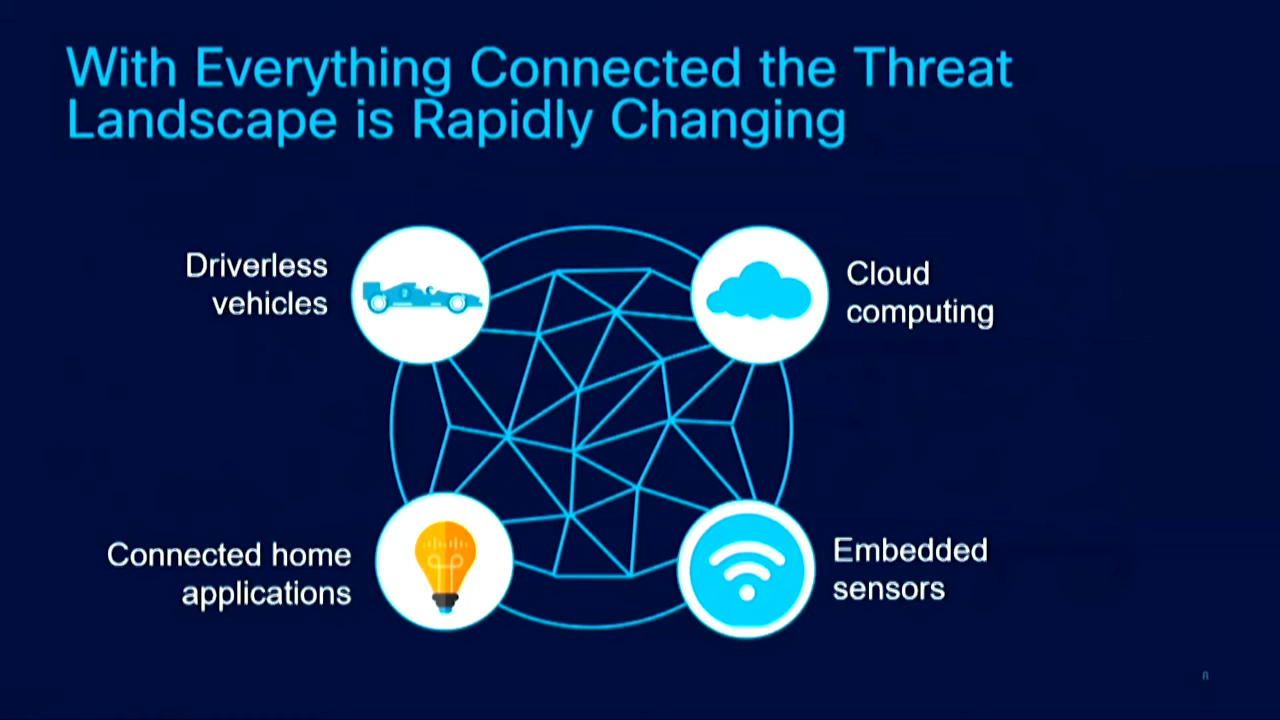 With Everything Connected the Threat
Landscape is Rapidly Changing
Driverless
vehicles
Cloud
computing
Connected home
applications
Embedded
sensors